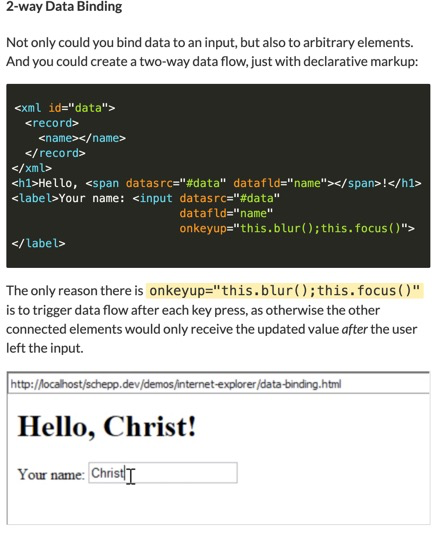 2-way Data Binding
Not only could you bind data to an input, but also to arbitrary elements.
And you could create a two-way data flow, just with declarative markup:
<xml id="data">
  <record>
    <name></name>
  </record>
</xml>
<h1>Hello, <span datasrc="#data" datafld="name"></span>!</h1>
<label>Your name: <input datasrc="#data"
                         datafld="name"
                         onkeyup="this.blur();this.focus()">
</label>
The only reason there is onkeyup="this.blur();this.focus()"
is to trigger data flow after each key press, as otherwise the other
connected elements would only receive the updated value after the user
left the input.
http://localhost/schepp.dev/demos/internet-explorer/data-binding.html
Hello, Christ!
Your name: Christ